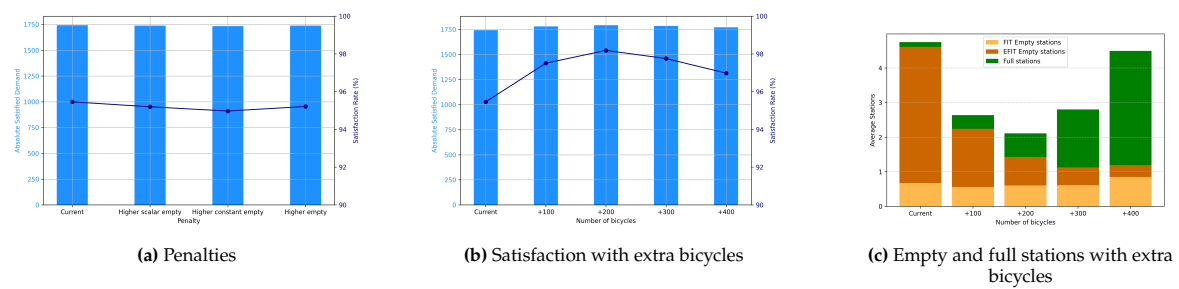 1750
1500
1250
1000
750
500
250
0
Absolute Satisfied Demand
100
98
96
94
92
90
Satisfaction Rate (%)
Current
Higher scalar empty
Higher constant empty
Higher empty
Penalty
(a) Penalties
1750
1500
1250
1000
750
500
250
0
Absolute Satisfied Demand
100
98
96
94
92
90
Satisfaction Rate (%)
Current
+100
+200
+300
+400
Number of bicycles
(b) Satisfaction with extra bicycles
FIT Empty stations
EFIT Empty stations
Full stations
4
3
2
1
0
Average Stations
Current
+100
+200
+300
+400
Number of bicycles
(c) Empty and full stations with extra
bicycles